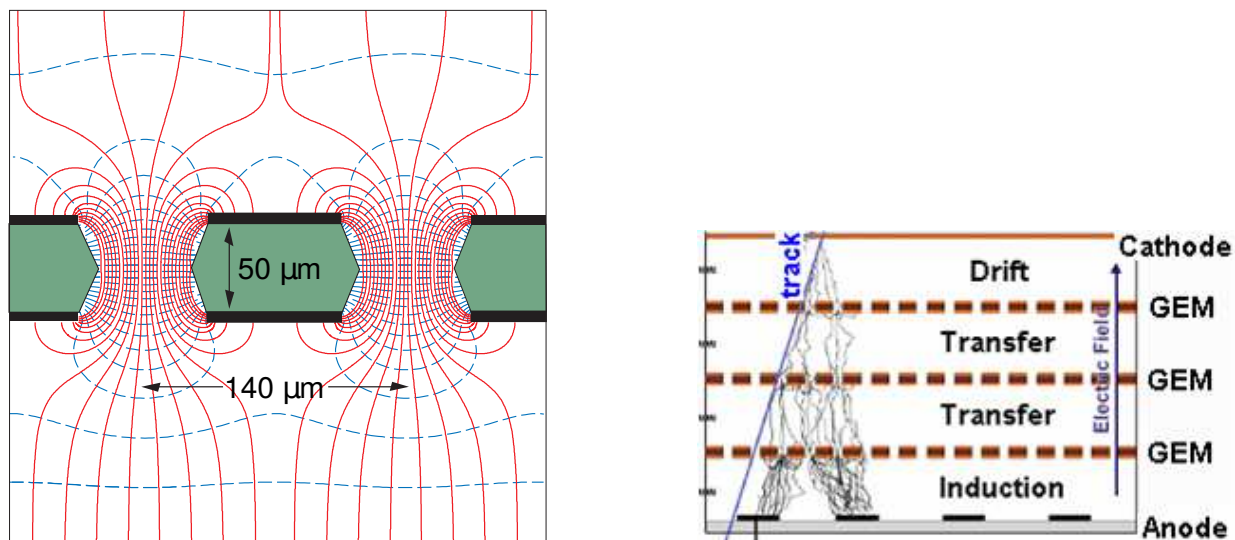 50 µm
140 µm
track
Cathode
Drift
GEM
Transfer
GEM
Transfer
GEM
Induction
Anode
Electric Field